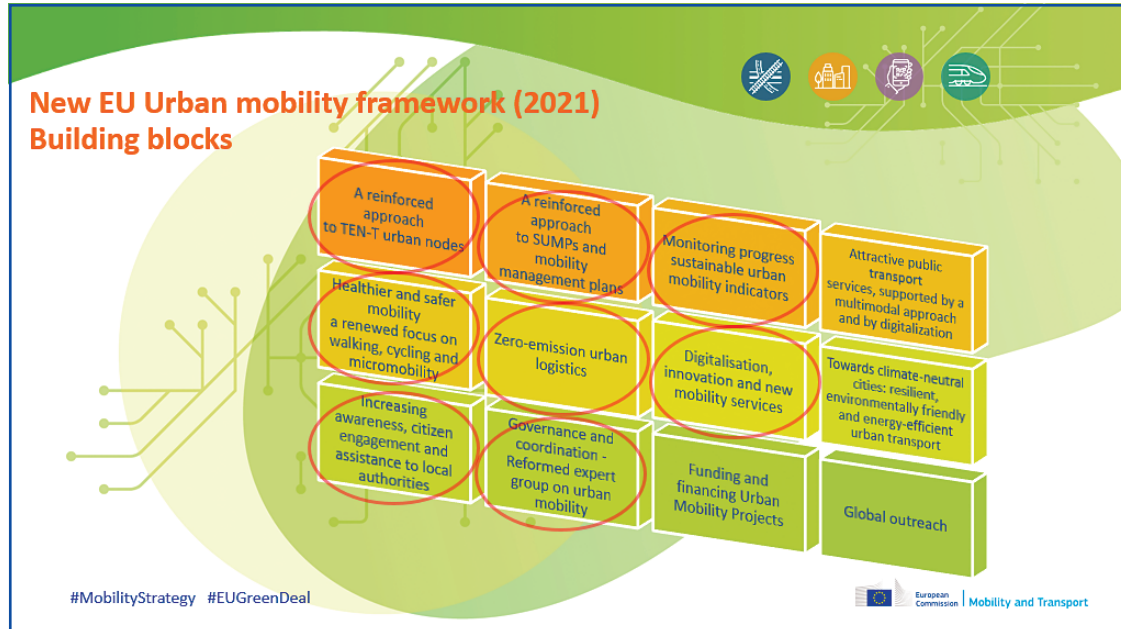 New EU Urban mobility framework (2021)
Building blocks
A reinforced
approach
to TEN-T urban nodes
A reinforced
approach
to SUMPs and
mobility
management plans
Monitoring progress
sustainable urban
mobility indicators
Attractive public
transport
services, supported by a
multimodal approach
and by digitalization
Healthier and safer
mobility
a renewed focus on
walking, cycling and
micromobility
Zero-emission urban
logistics
Digitalisation,
innovation and new
mobility services
Towards climate-neutral
cities: resilient,
environmentally friendly
and energy-efficient
urban transport
Increasing
awareness, citizen
engagement and
assistance to local
authorities
Governance and
coordination -
Reformed expert
group on urban
mobility
Funding and
financing Urban
Mobility Projects
Global outreach
#MobilityStrategy #EUGreenDeal
European
Commission
Mobility and Transport